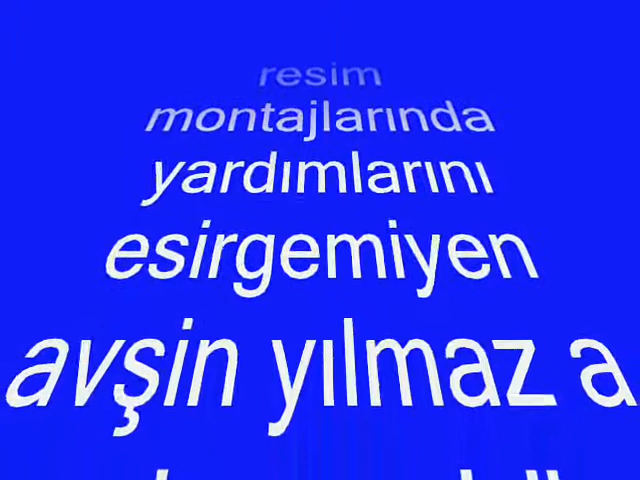 resim
montajlarında
yardımlarını
esirgemiyen
avşin yılmaz a